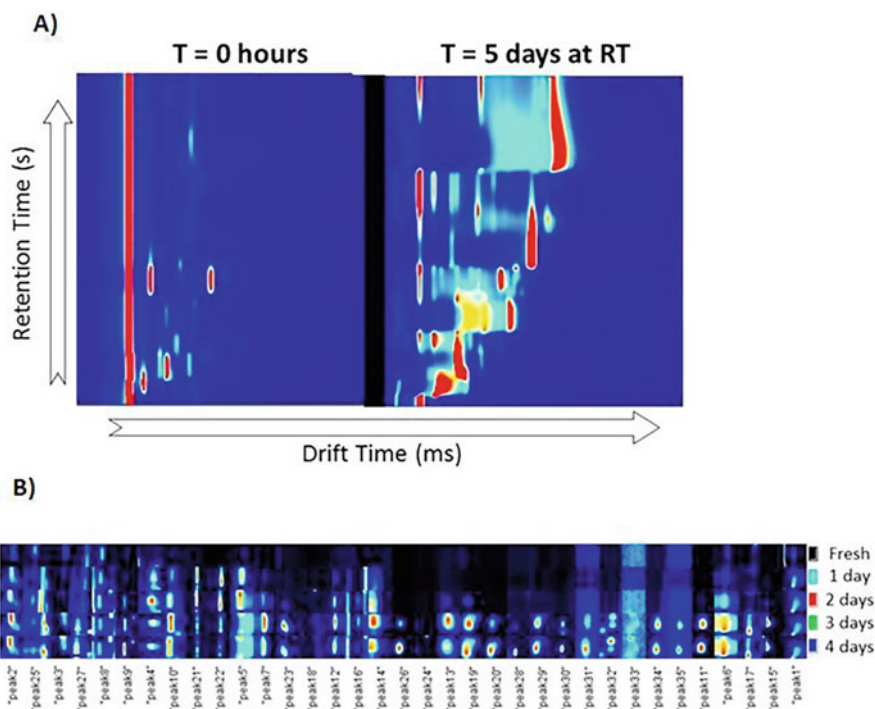 A)
T = 0 hours
T = 5 days at RT
Retention Time (s)
Drift Time (ms)
B)
Fresh
1 day
2 days
3 days
4 days
"peak2"
"peak25"
"peak3"
"peak27"
"peak8"
"peak9"
"peak4"
"peak10"
"peak21"
"peak22"
"peak5"
"peak7"
"peak23"
"peak18"
"peak12"
"peak16"
"peak14"
"peak26"
"peak24"
"peak13"
"peak19"
"peak20"
"peak28"
"peak29"
"peak30"
"peak31"
"peak32"
"peak33"
"peak34"
"peak35"
"peak11"
"peak6"
"peak17"
"peak15"
"peak1"